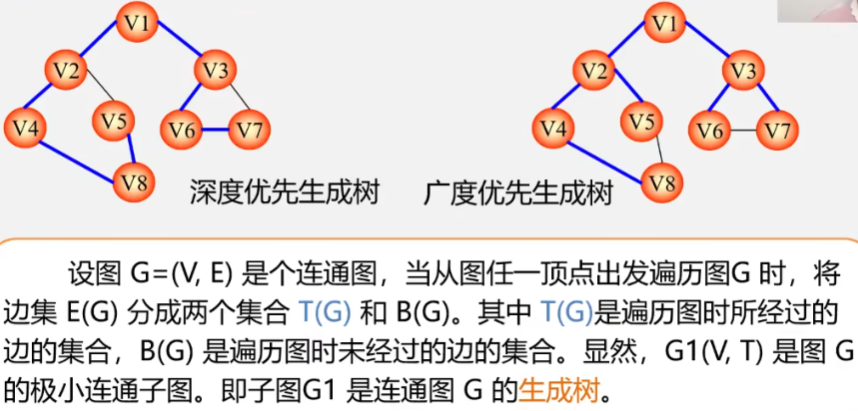 V1 V1
V2 V3 V2 V3
V4 V5 V6 V7 V4 V5 V6 V7
V8 V8
深度优先生成树 广度优先生成树
设图 G=(V, E) 是个连通图，当从图任一顶点出发遍历图G 时，将
边集 E(G) 分成两个集合 T(G) 和 B(G)。其中 T(G)是遍历图时所经过的
边的集合，B(G) 是遍历图时未经过的边的集合。显然，G1(V, T) 是图 G
的极小连通子图。即子图G1 是连通图 G 的生成树。